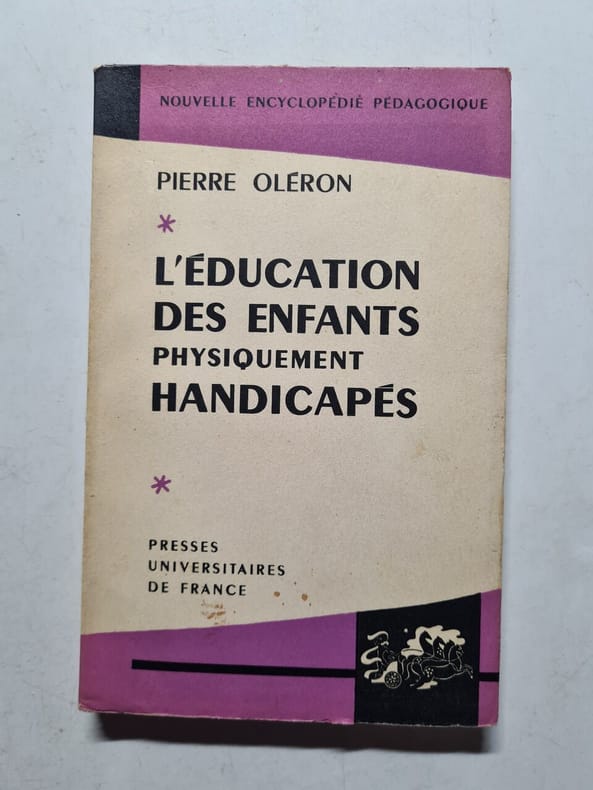 NOUVELLE ENCYCLOPÉDIE PÉDAGOGIQUE
PIERRE OLÉRON
*
L'ÉDUCATION
DES ENFANTS
PHYSIQUEMENT
HANDICAPÉS
*
PRESSES
UNIVERSITAIRES
DE FRANCE